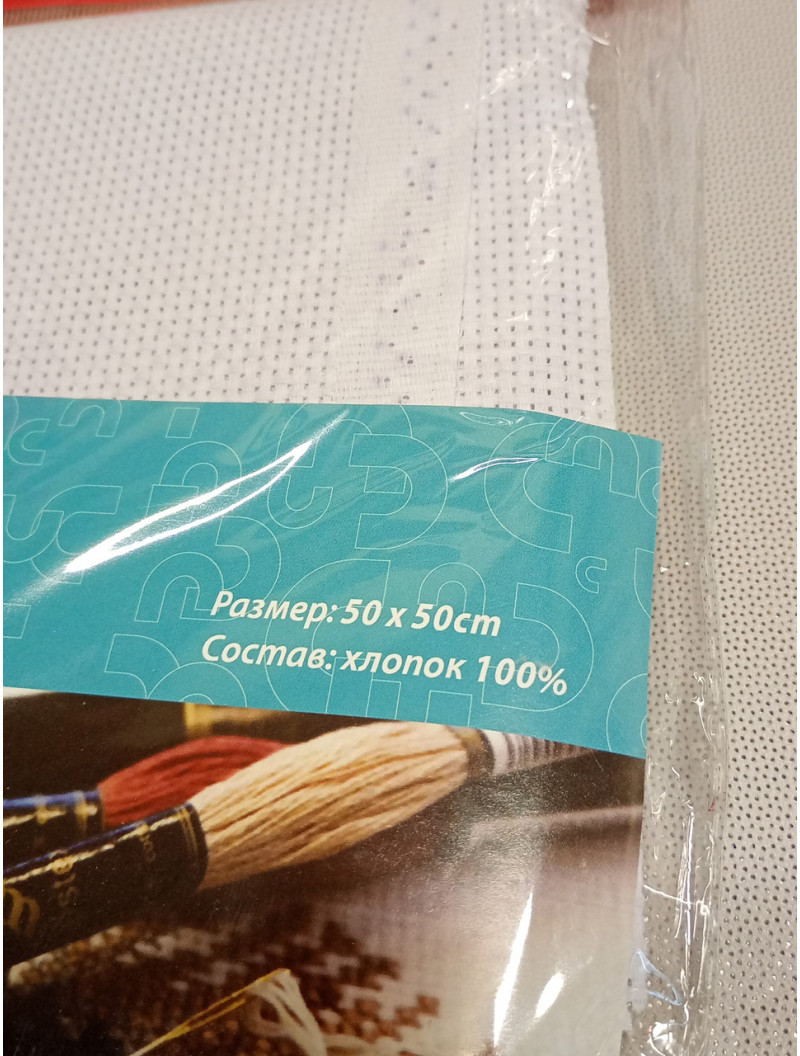 Размер: 50 x 50cm
Состав: хлопок 100%